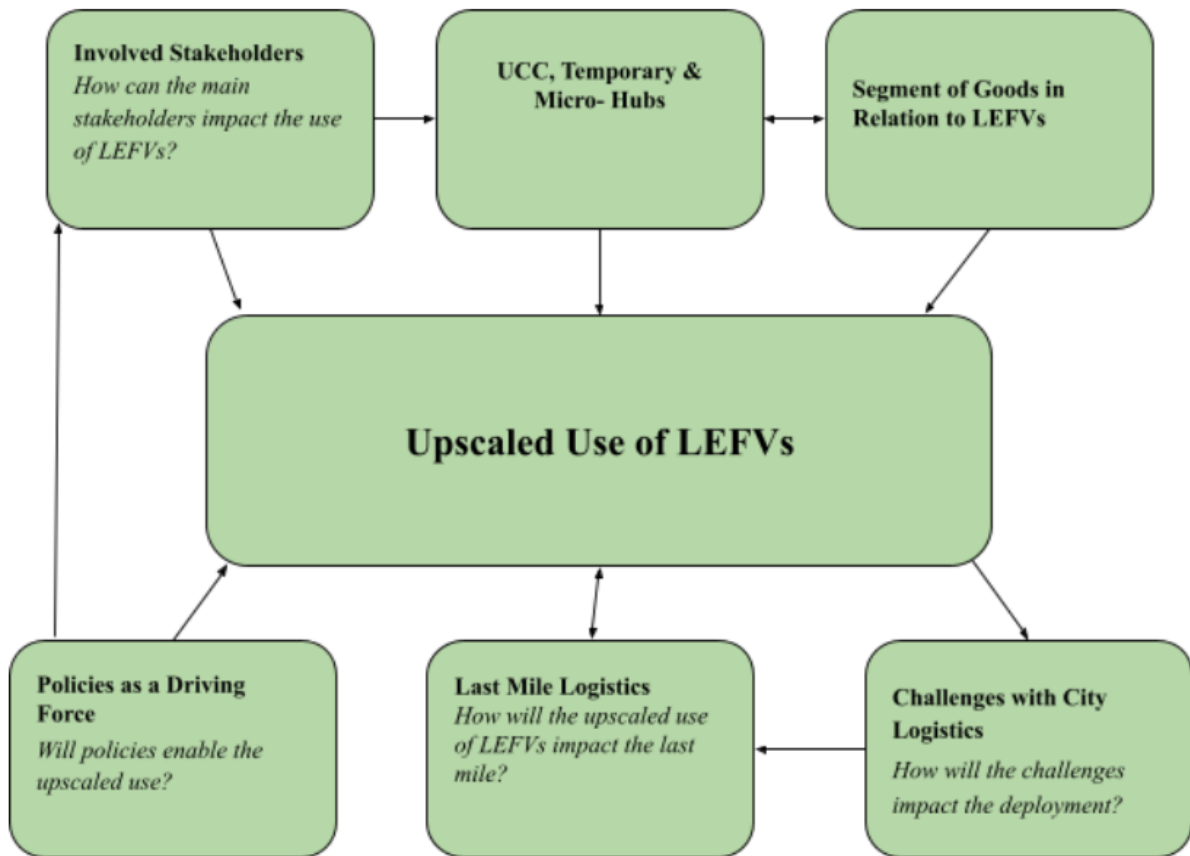 Involved Stakeholders
How can the main
stakeholders impact the use
of LEFVs?
UCC, Temporary &
Micro- Hubs
Segment of Goods in
Relation to LEFVs
Upscaled Use of LEFVs
Policies as a Driving
Force
Will policies enable the
upscaled use?
Last Mile Logistics
How will the upscaled use
of LEFVs impact the last
mile?
Challenges with City
Logistics
How will the challenges
impact the deployment?